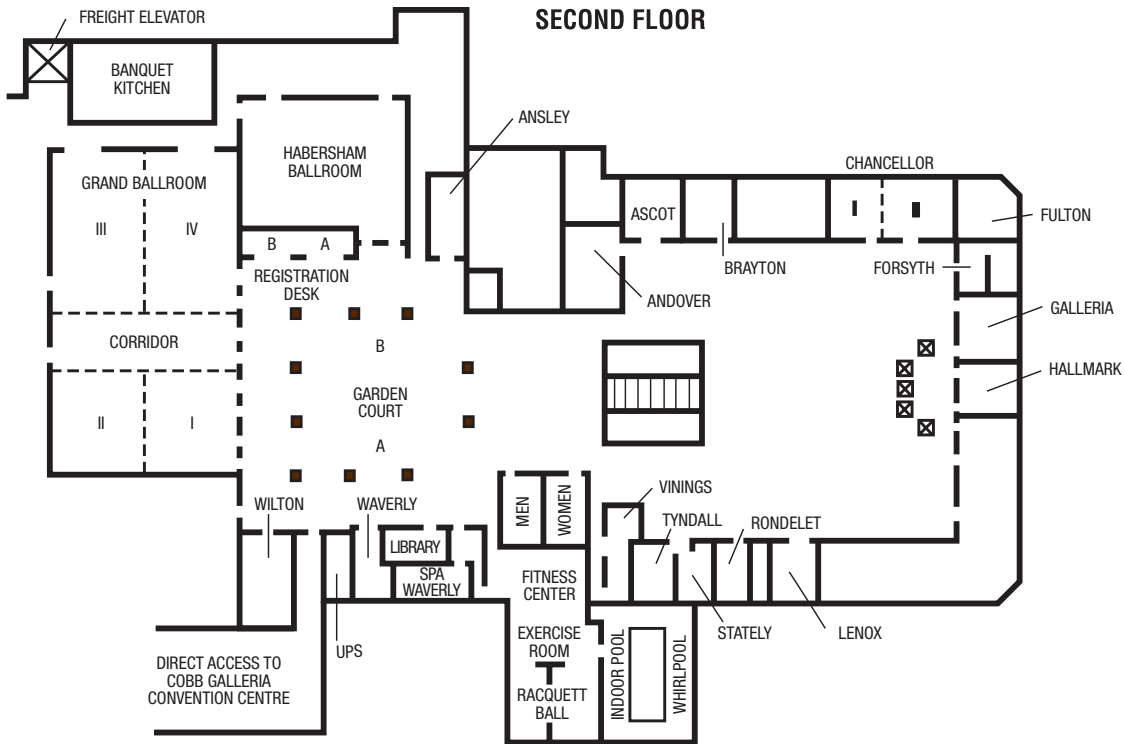 SECOND FLOOR
FREIGHT ELEVATOR
BANQUET
KITCHEN
ANSLEY
HABERSHAM
BALLROOM
CHANCELLOR
GRAND BALLROOM
III
IV
ASCOT
FULTON
B
A
BRAYTON
FORSYTH
REGISTRATION
DESK
ANDOVER
GALLERIA
CORRIDOR
B
HALLMARK
GARDEN
COURT
II
I
A
WILTON
WAVERLY
MEN
WOMEN
VININGS
TYNDALL
RONDELET
LIBRARY
SPA
WAVERLY
FITNESS
CENTER
STATELY
LENOX
UPS
EXERCISE
ROOM
INDOOR POOL
WHIRLPOOL
DIRECT ACCESS TO
COBB GALLERIA
CONVENTION CENTRE
RACQUETT
BALL